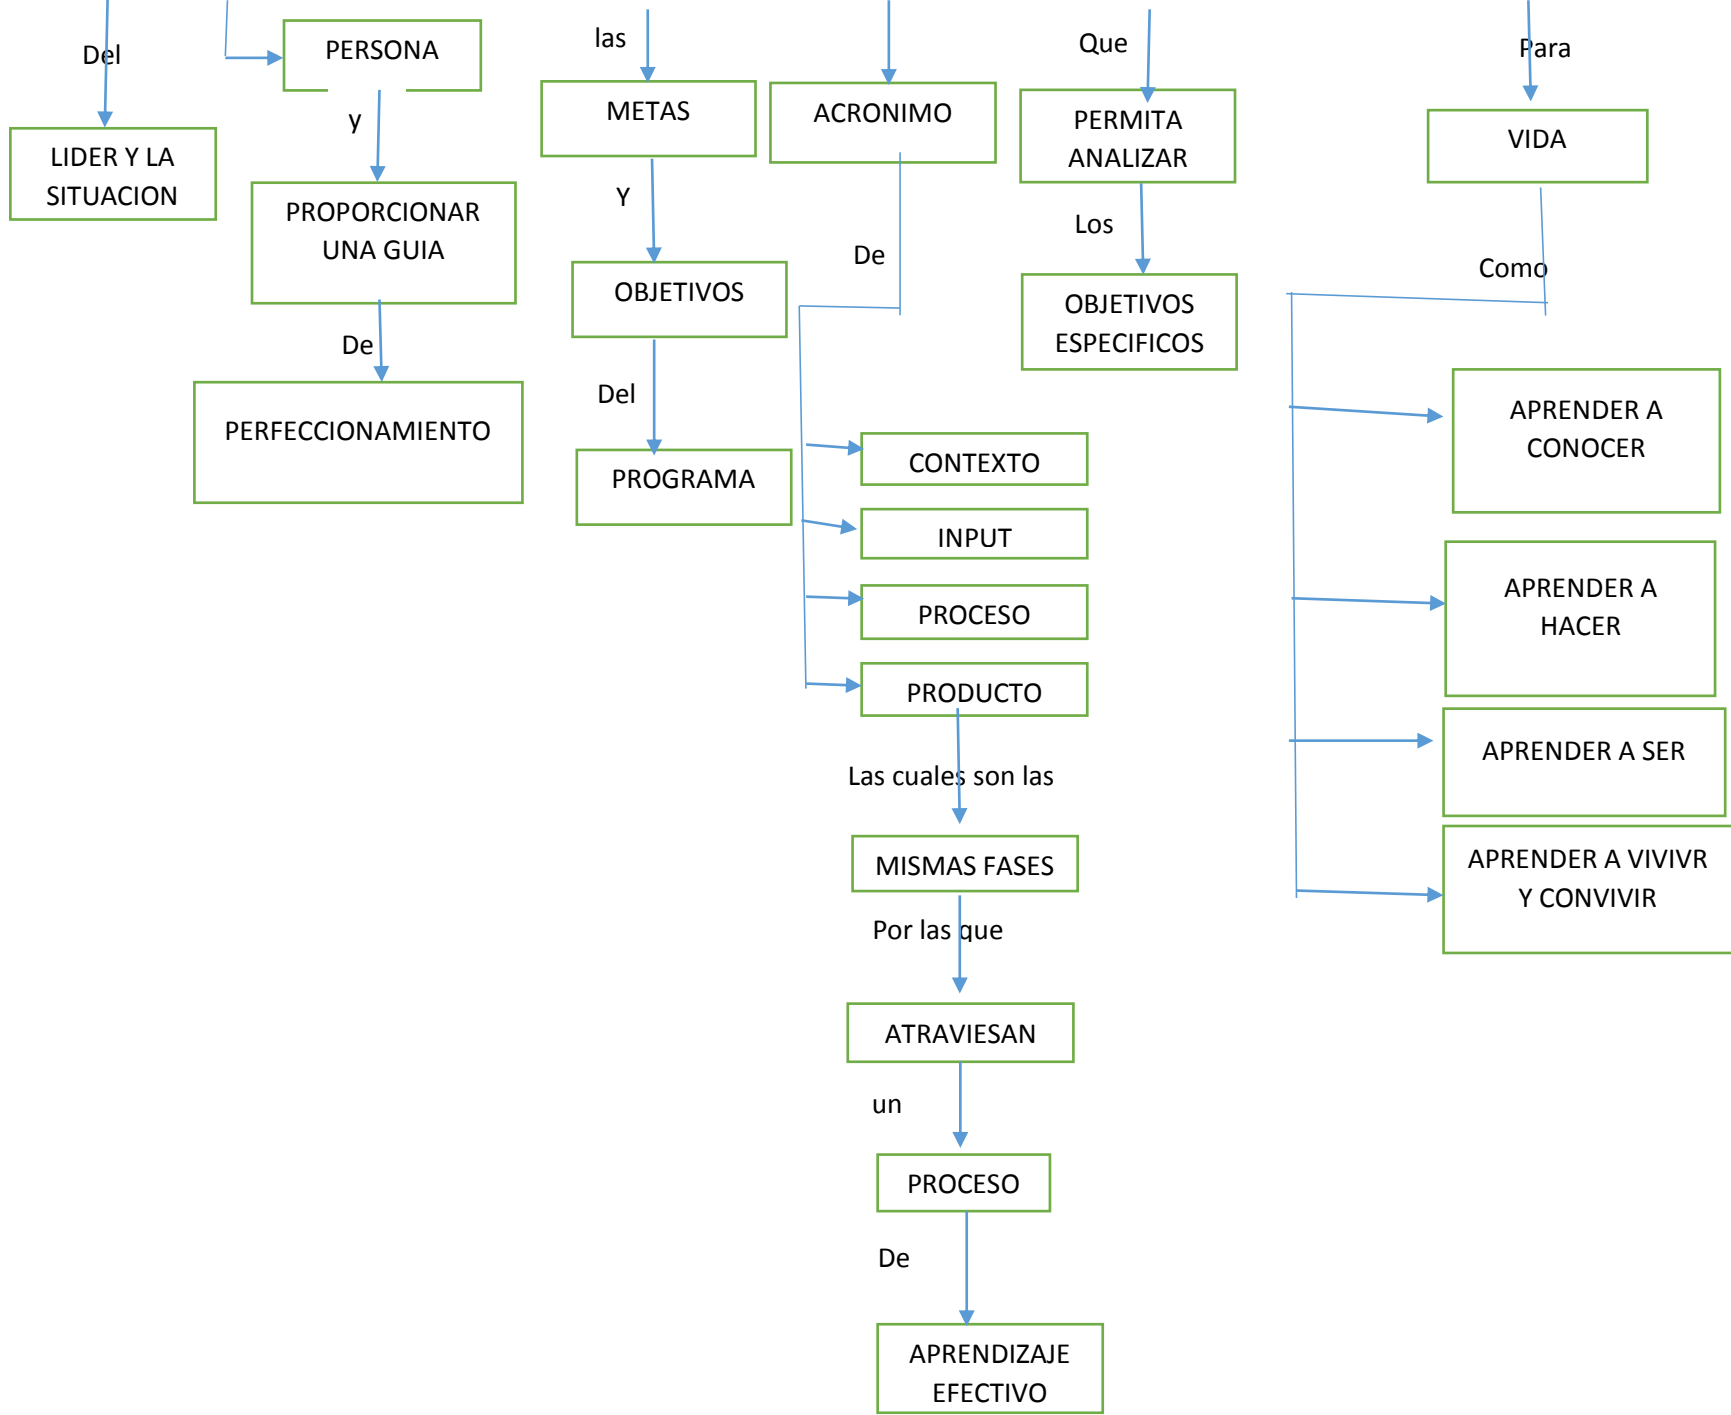 Del
LIDER Y LA
SITUACION
PERSONA
y
PROPORCIONAR
UNA GUIA
De
PERFECCIONAMIENTO
las
METAS
Y
OBJETIVOS
Del
PROGRAMA
ACRONIMO
De
CONTEXTO
INPUT
PROCESO
PRODUCTO
Las cuales son las
MISMAS FASES
Por las que
ATRAVIESAN
un
PROCESO
De
APRENDIZAJE
EFECTIVO
Que
PERMITA
ANALIZAR
Los
OBJETIVOS
ESPECIFICOS
Para
VIDA
Como
APRENDER A
CONOCER
APRENDER A
HACER
APRENDER A SER
APRENDER A VIVIVR
Y CONVIVIR